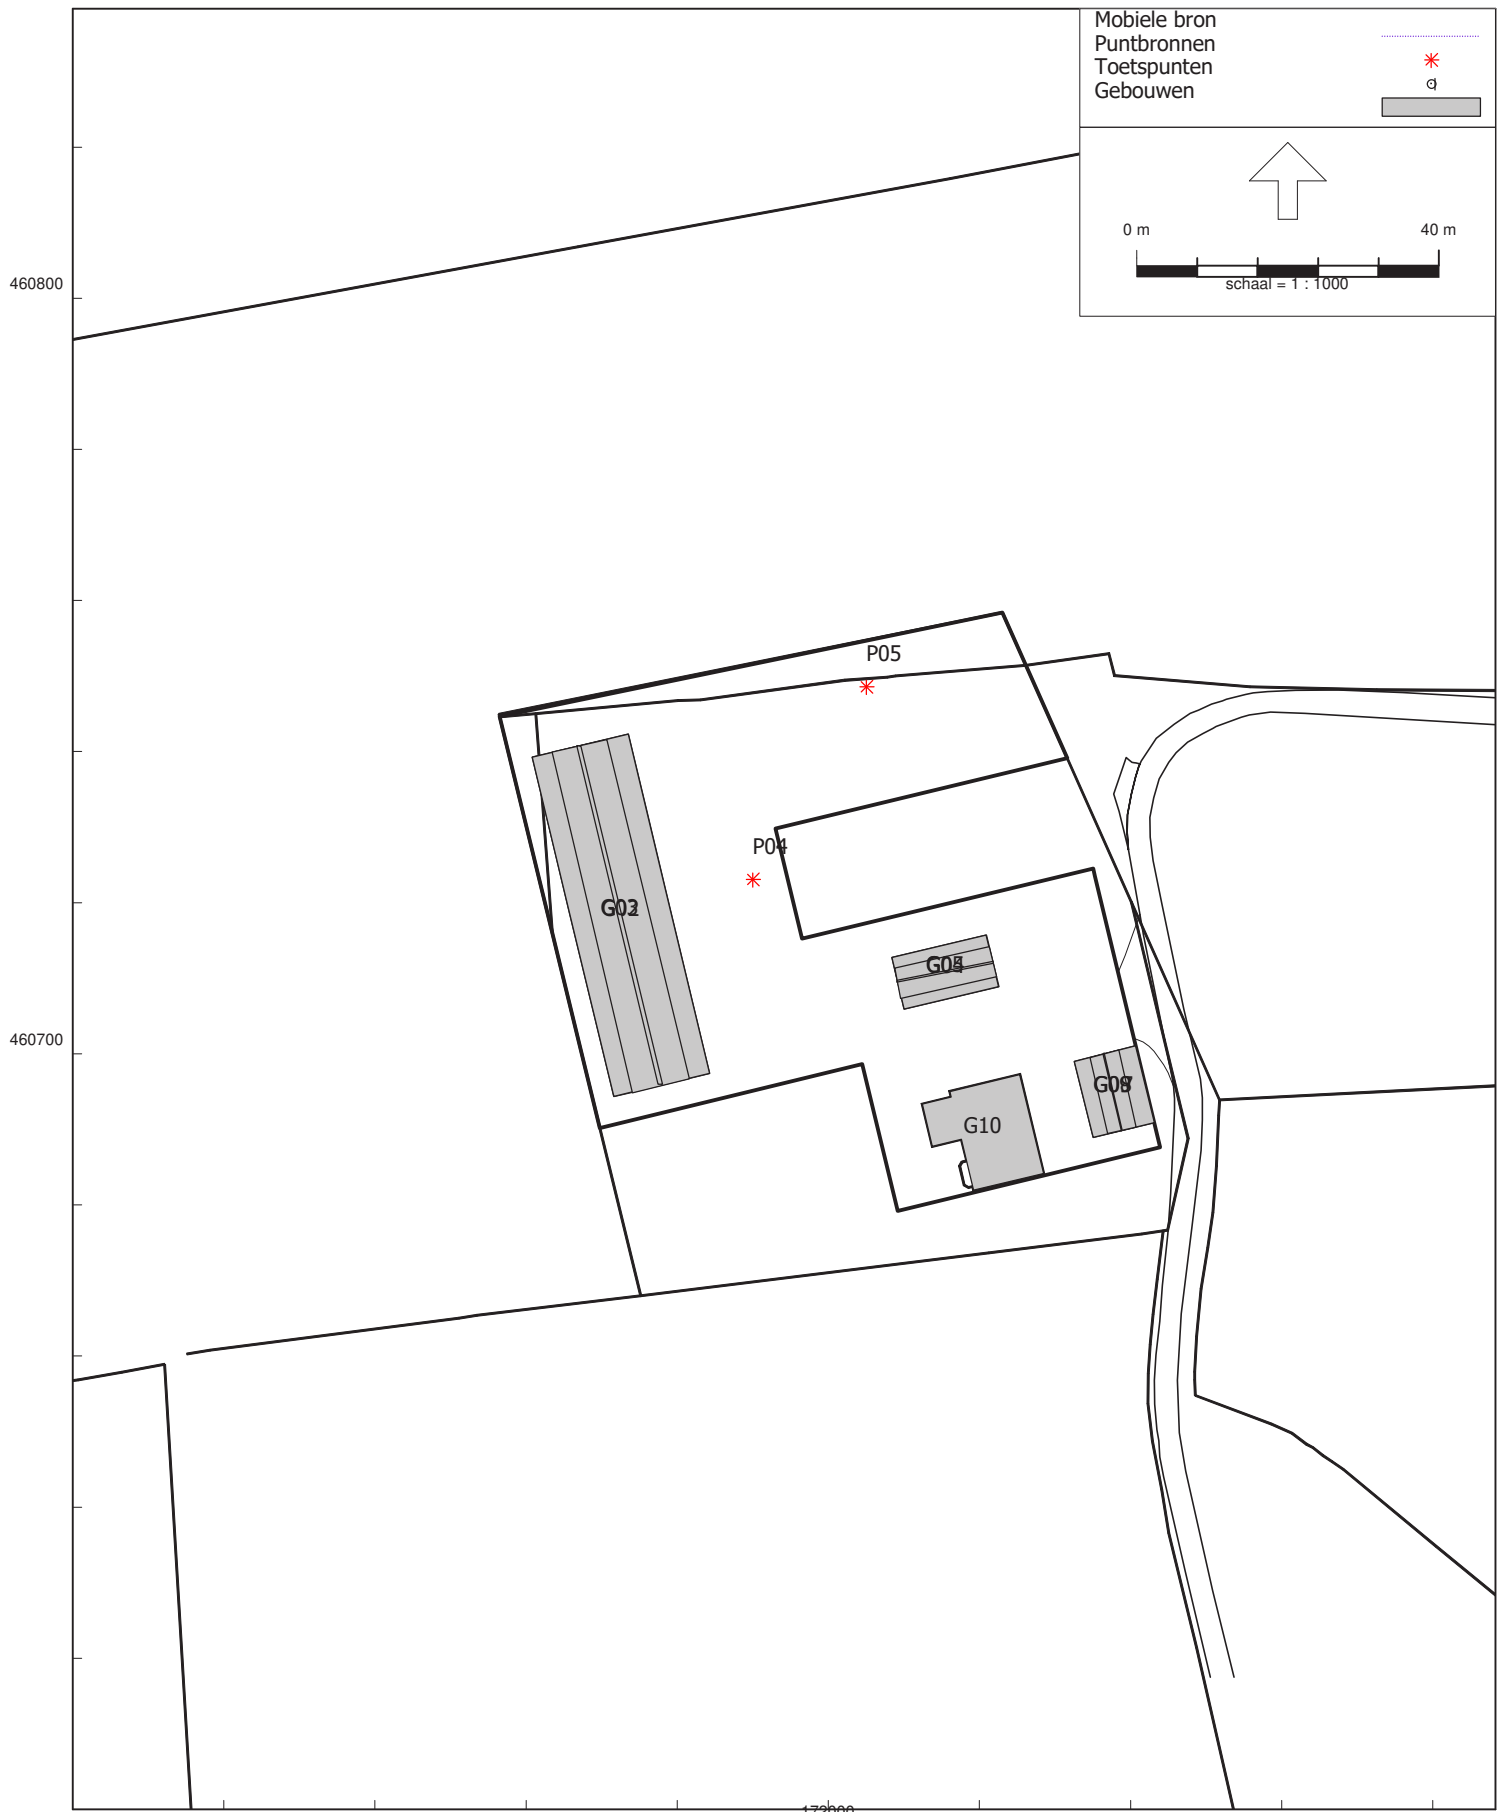 Mobiele bron
Puntbronnen
Toetspunten
Gebouwen
0 m 40 m
schaal = 1 : 1000
460800
P05
P04
G10
460700